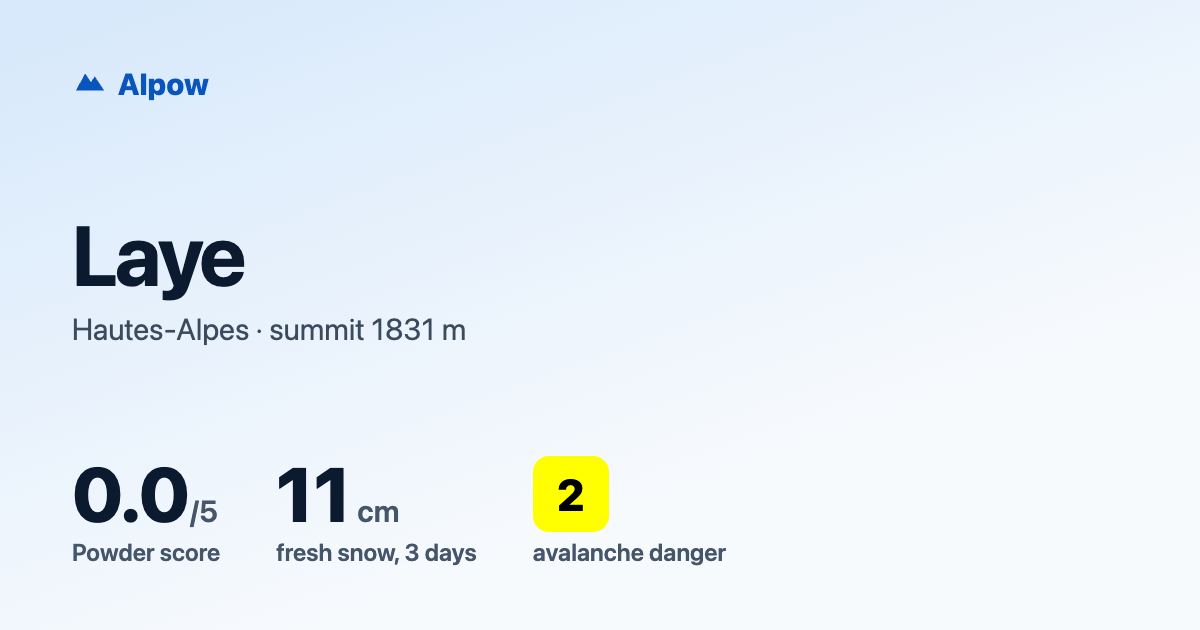 Alpow
Laye
Hautes-Alpes · summit 1831 m
0.0/5
Powder score
11 cm
fresh snow, 3 days
2
avalanche danger